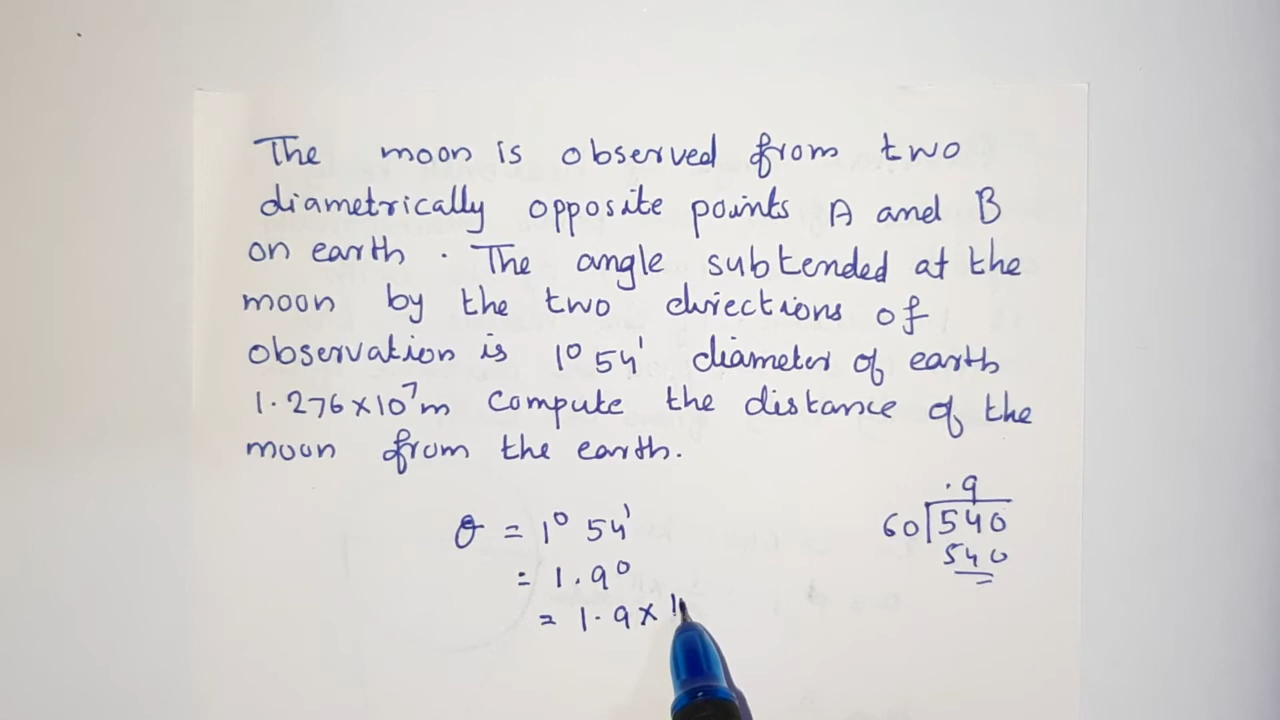 The moon is observed from two
diametrically opposite points A and B
on earth. The angle subtended at the
moon by the two directions of
observation is 1° 54' diameter of earth
1.276×10⁷m compute the distance of the
moon from the earth.
θ = 1° 54'
= 1.9°
= 1.9×
.9
60)540
540